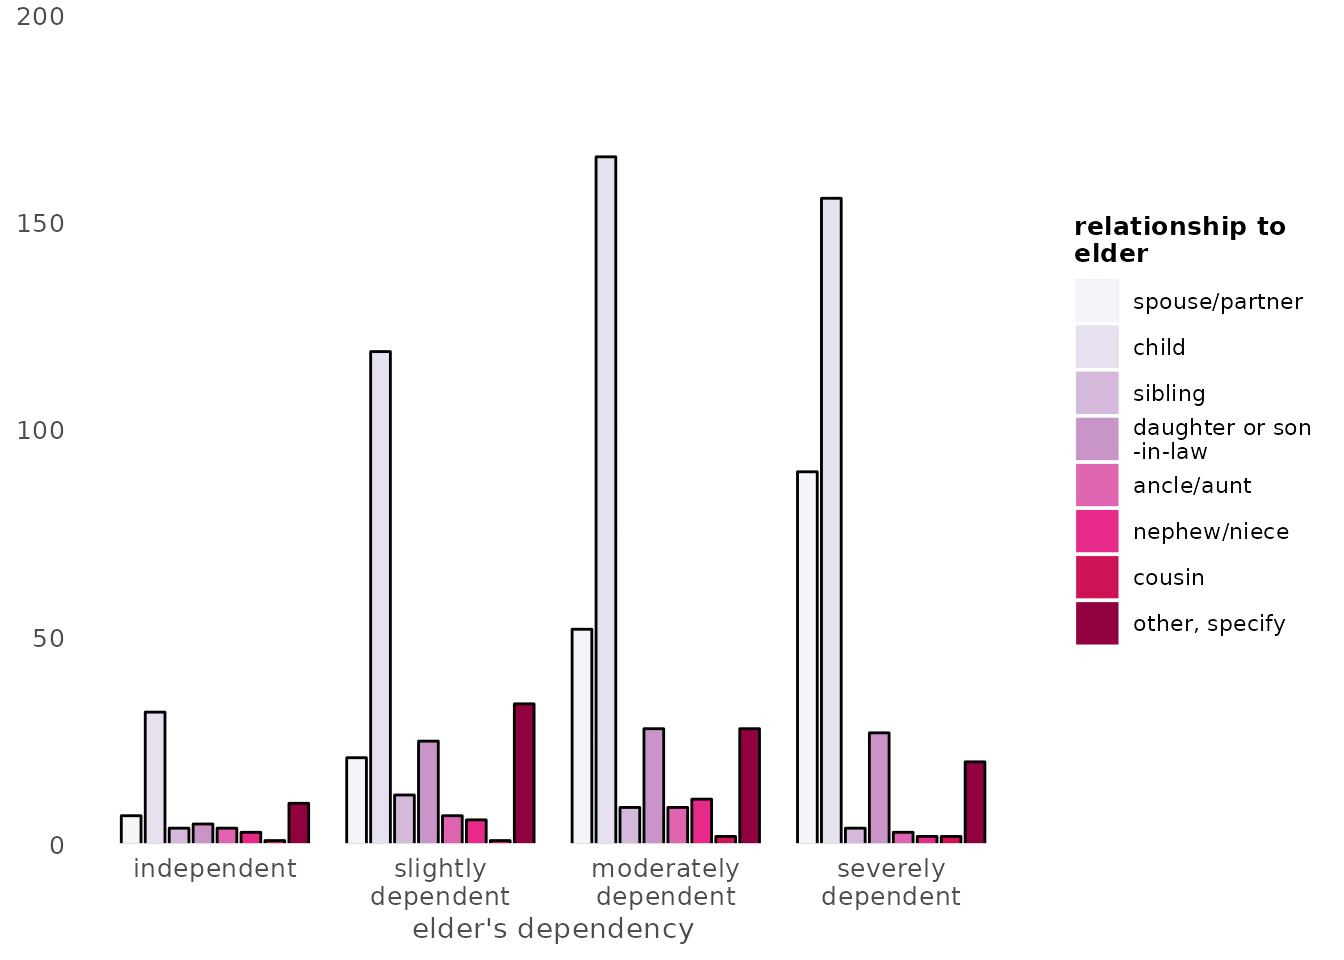 200
150
100
50
0
independent
slightly
dependent
moderately
dependent
severely
dependent
elder's dependency
relationship to
elder
spouse/partner
child
sibling
daughter or son
-in-law
ancle/aunt
nephew/niece
cousin
other, specify